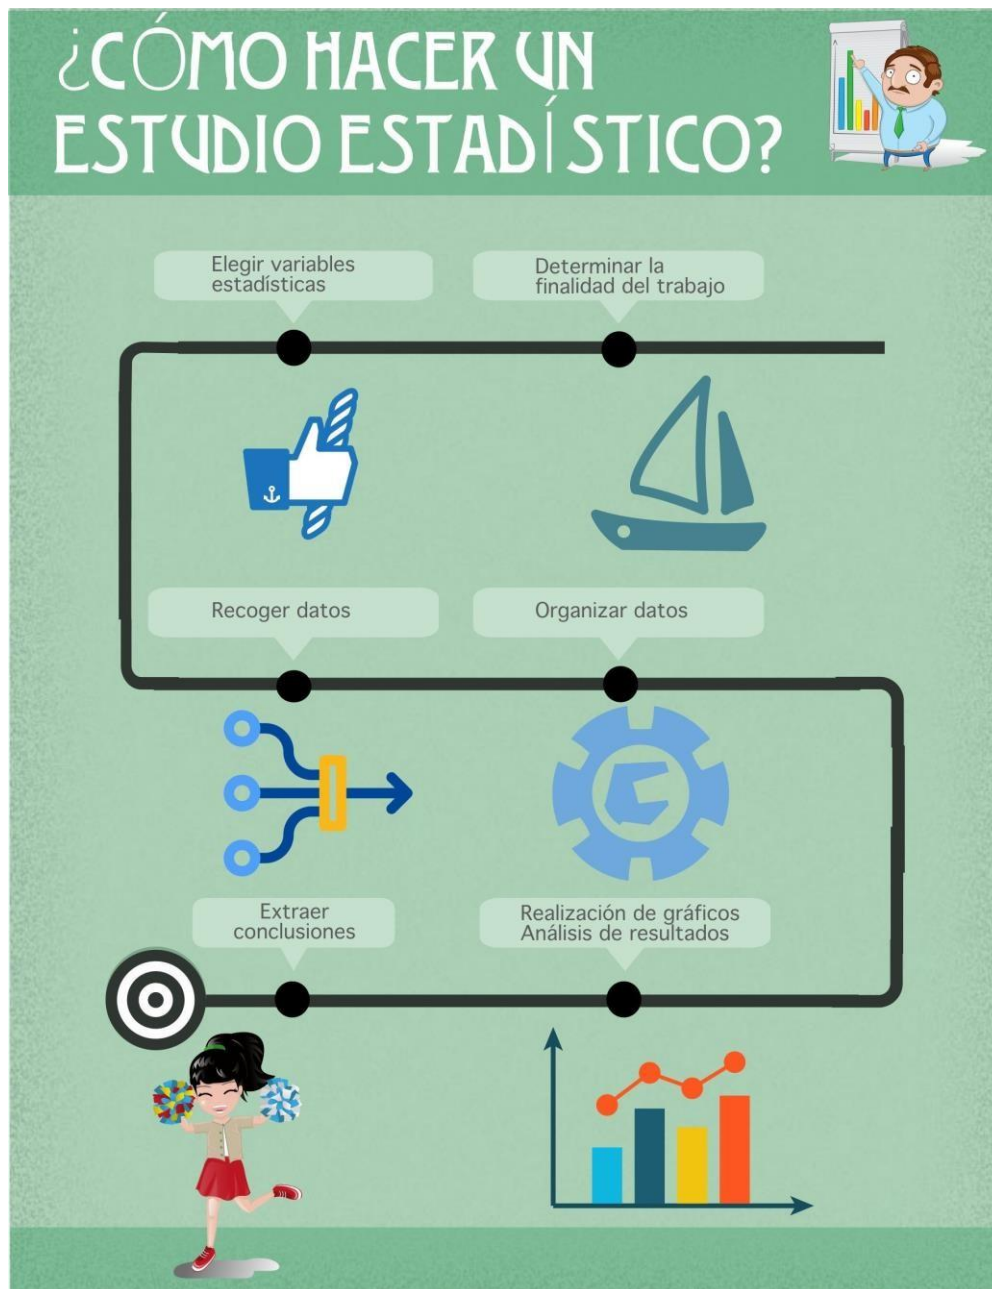 ¿CÓMO HACER UN
ESTUDIO ESTADÍSTICO?
Elegir variables
estadísticas
Determinar la
finalidad del trabajo
Recoger datos
Organizar datos
Extraer
conclusiones
Realización de gráficos
Análisis de resultados